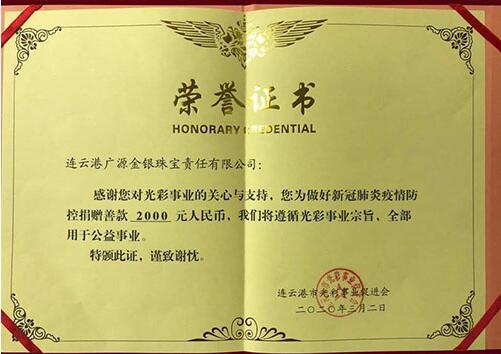 荣誉证书
HONORARY CREDENTIAL
连云港广源金银珠宝责任有限公司：
感谢您对光彩事业的关心与支持，您为做好新冠肺炎疫情防
控捐赠善款 2000 元人民币，我们将遵循光彩事业宗旨，全部
用于公益事业。
特颁此证，谨致谢忱。
连云港市光彩事业促进会
二〇二〇年三月二日